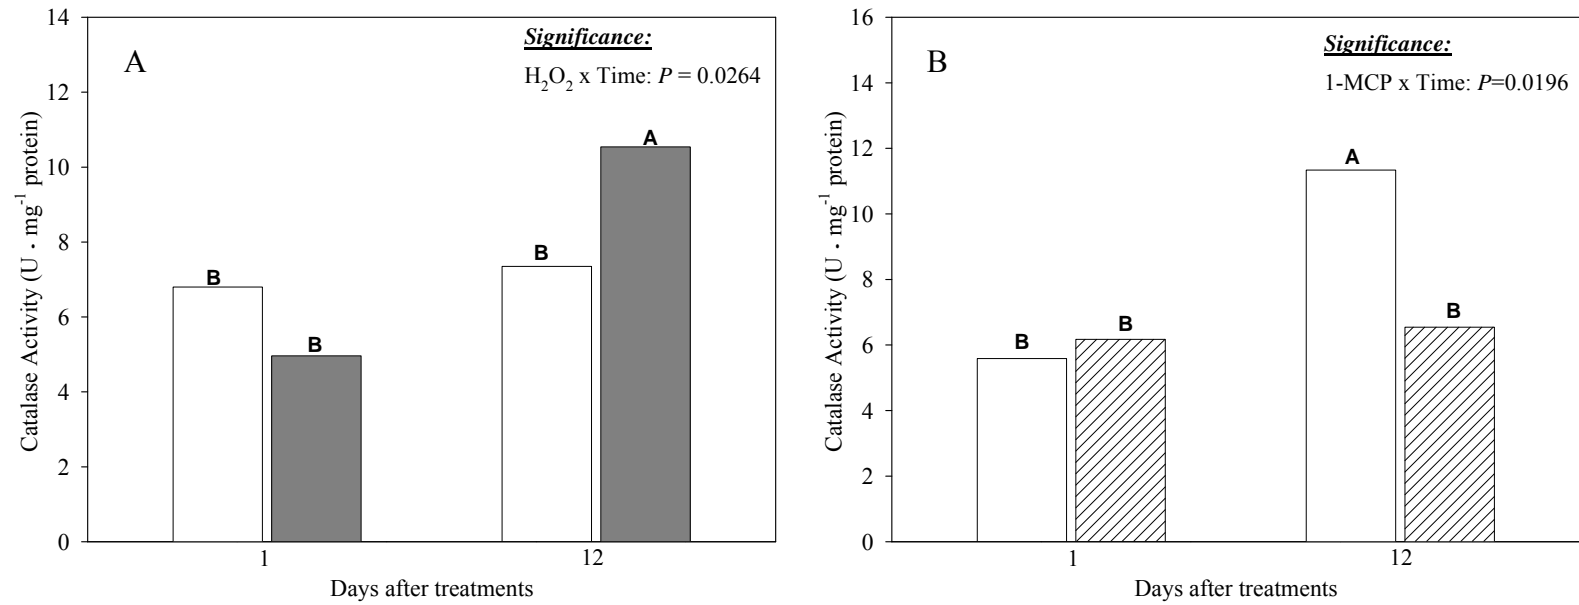 A
Significance:
H₂O₂ x Time: P = 0.0264
Catalase Activity (U · mg⁻¹ protein)
14
12
10
8
6
4
2
0
B
B
B
A
1
12
Days after treatments
B
Significance:
1-MCP x Time: P=0.0196
Catalase Activity (U · mg⁻¹ protein)
16
14
12
10
8
6
4
2
0
B
B
A
B
1
12
Days after treatments